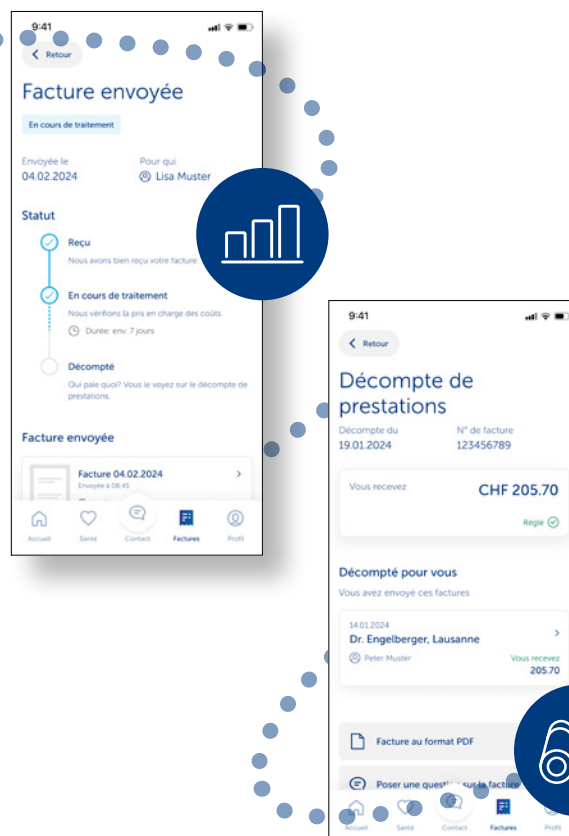 9:41
Retour
Facture envoyée
En cours de traitement
Envoyée le
Pour qui
04.02.2024
Lisa Muster
Statut
Reçu
Nous avons bien reçu votre facture.
En cours de traitement
Nous vérifions la pris en charge des coûts.
Durée: env. 7 jours
Décompté
Qui paie quoi? Vous le voyez sur le décompte de
prestations.
Facture envoyée
Facture 04.02.2024
Envoyée à 08:45
Accueil
Santé
Contact
Factures
Profil
9:41
Retour
Décompte de
prestations
Décompte du
N° de facture
19.01.2024
123456789
Vous recevez
CHF 205.70
Réglé
Décompté pour vous
Vous avez envoyé ces factures
14.01.2024
Dr. Engelberger, Lausanne
Peter Muster
Vous recevez
205.70
Facture au format PDF
Poser une question sur la facture
Accueil
Santé
Contact
Factures
Profil